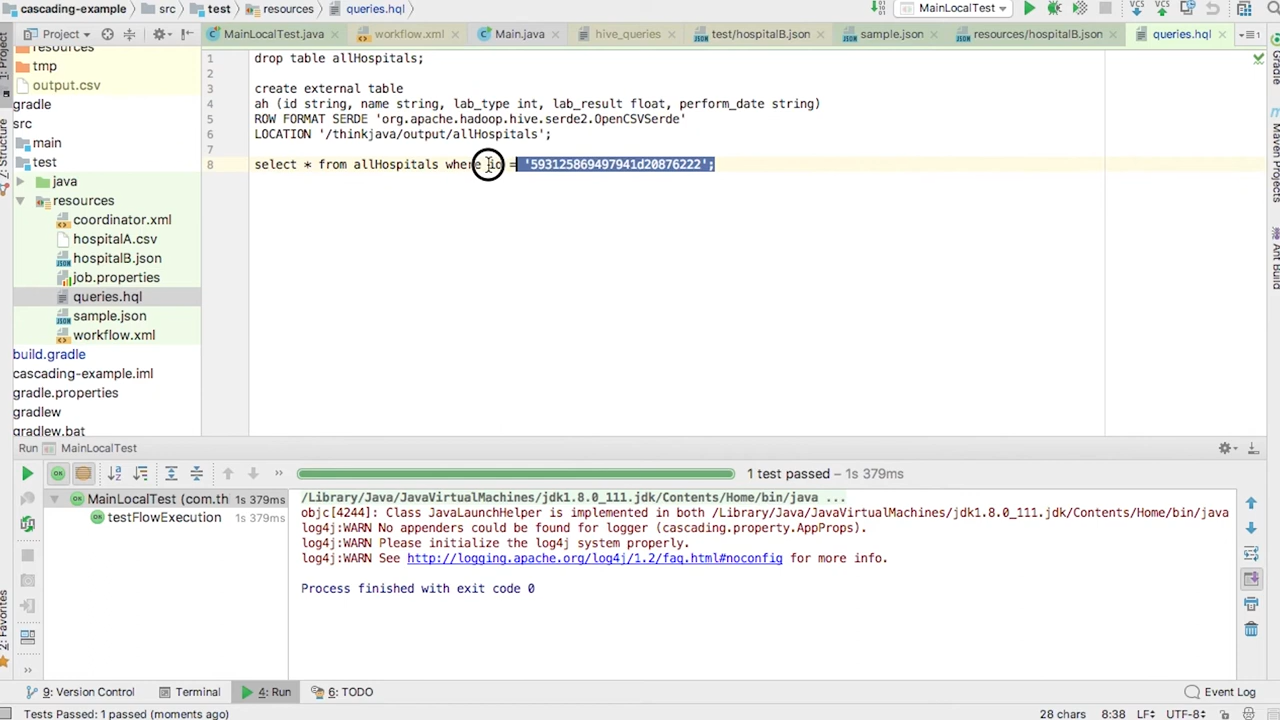 cascading-example src test resources queries.hql MainLocalTest
Project MainLocalTest.java workflow.xml Main.java hive_queries test/hospitalB.json sample.json resources/hospitalB.json queries.hql
resources
tmp
output.csv
gradle
src
main
test
java
resources
coordinator.xml
hospitalA.csv
hospitalB.json
job.properties
queries.hql
sample.json
workflow.xml
build.gradle
cascading-example.iml
gradle.properties
gradlew
gradlew.bat
1 drop table allHospitals;
2
3 create external table
4 ah (id string, name string, lab_type int, lab_result float, perform_date string)
5 ROW FORMAT SERDE 'org.apache.hadoop.hive.serde2.OpenCSVSerde'
6 LOCATION '/thinkjava/output/allHospitals';
7
8 select * from allHospitals where id = '593125869497941d20876222';
1: Project
Structure
2: Favorites
Gradle
Maven Projects
Ant Build
Run MainLocalTest
1 test passed – 1s 379ms
MainLocalTest (com.th 1s 379ms
testFlowExecution 1s 379ms
/Library/Java/JavaVirtualMachines/jdk1.8.0_111.jdk/Contents/Home/bin/java ...
objc[4244]: Class JavaLaunchHelper is implemented in both /Library/Java/JavaVirtualMachines/jdk1.8.0_111.jdk/Contents/Home/bin/java
log4j:WARN No appenders could be found for logger (cascading.property.AppProps).
log4j:WARN Please initialize the log4j system properly.
log4j:WARN See http://logging.apache.org/log4j/1.2/faq.html#noconfig for more info.
Process finished with exit code 0
9: Version Control Terminal 4: Run 6: TODO Event Log
Tests Passed: 1 passed (moments ago) 28 chars 8:38 LF UTF-8